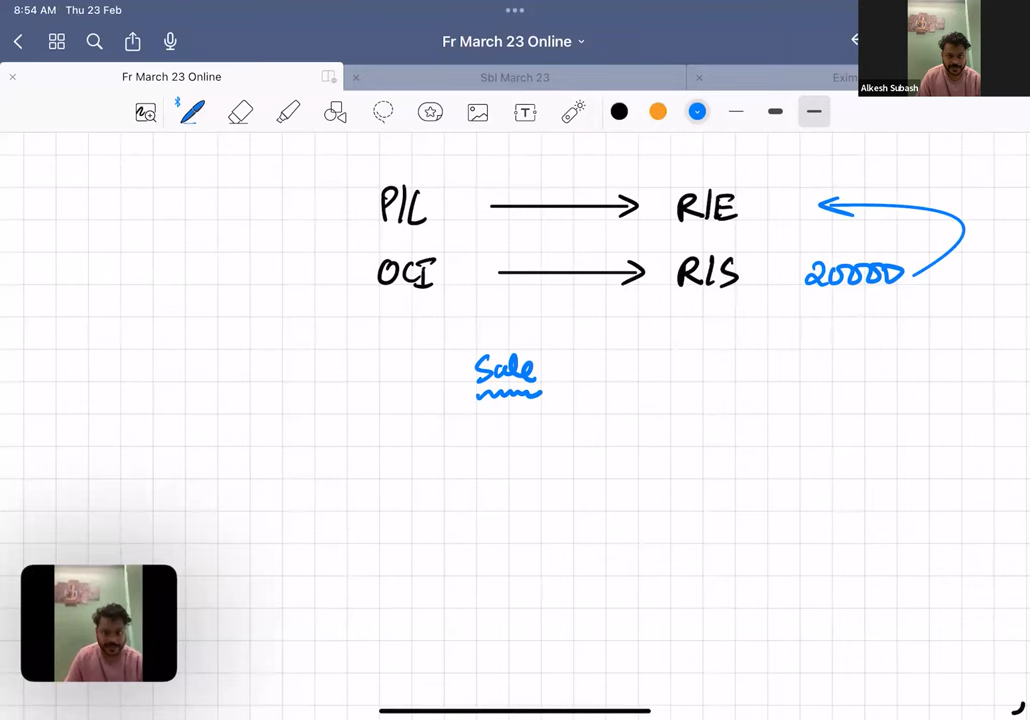 8:54 AM Thu 23 Feb
Fr March 23 Online
Alkesh Subash
Fr March 23 Online
Sbl March 23
Exim
P/L R/E
OCI R/S 20000
Sale